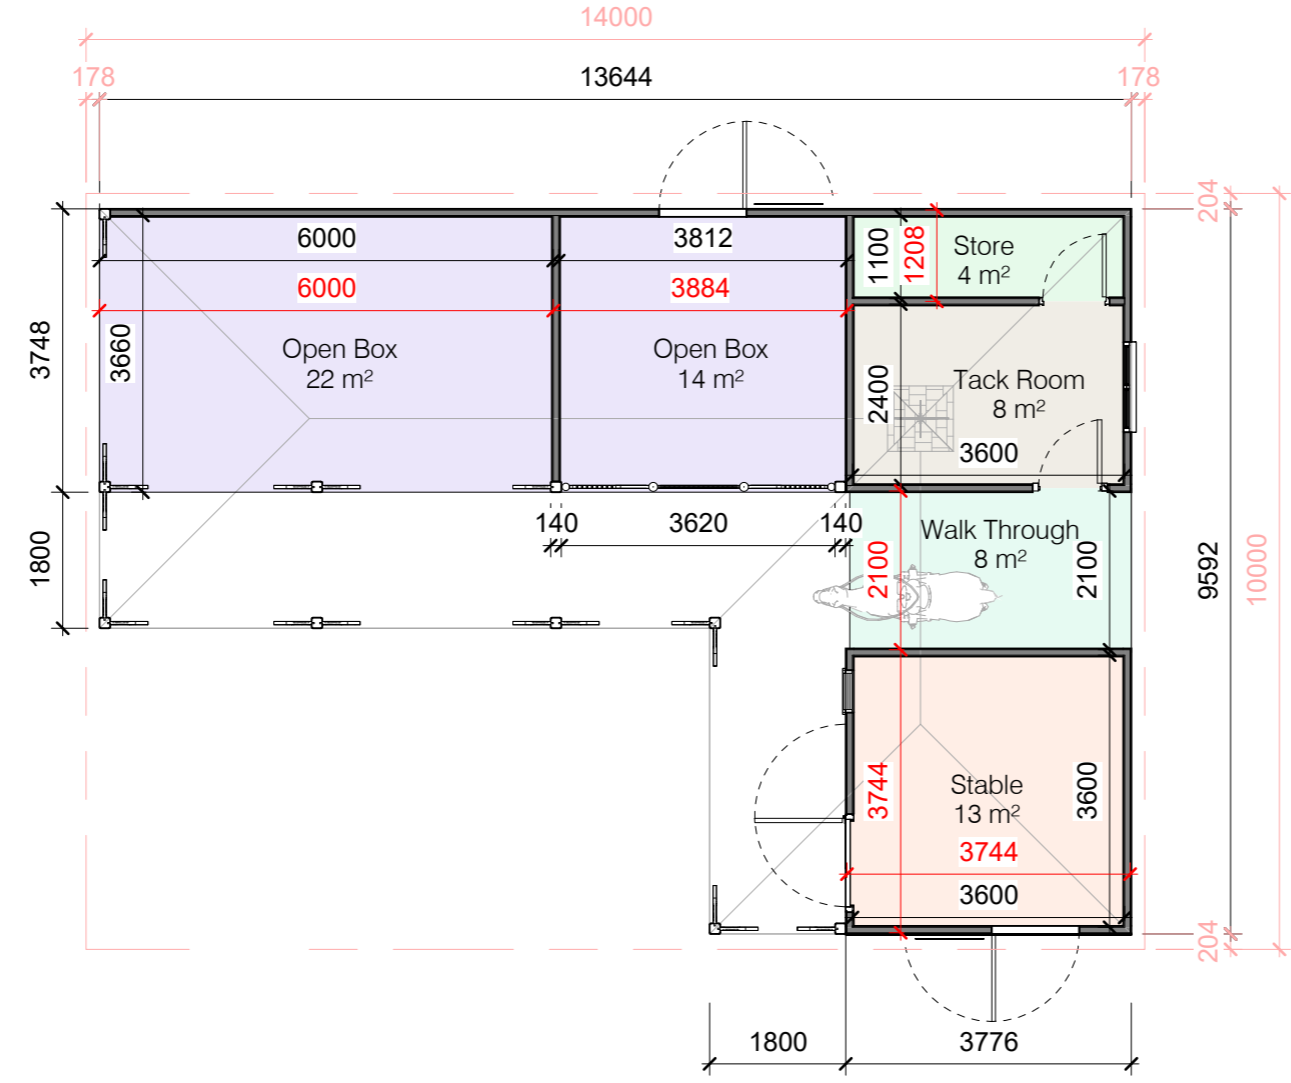 14000
178
178
13644
204
6000
3812
1100
1208
Store
4 m²
6000
3884
3748
3660
Open Box
22 m²
Open Box
14 m²
2400
Tack Room
8 m²
3600
140
3620
140
Walk Through
8 m²
1800
2100
2100
9592
10000
3744
Stable
13 m²
3600
3744
3600
204
1800
3776